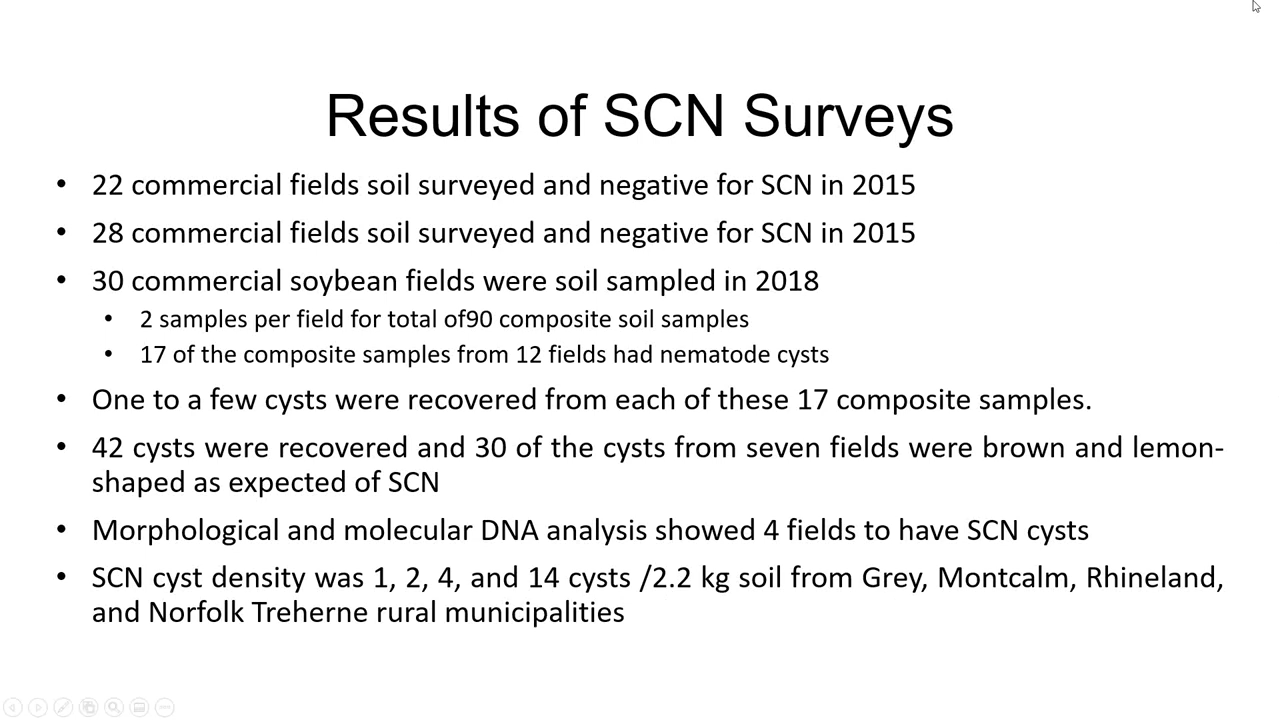 Results of SCN Surveys
• 22 commercial fields soil surveyed and negative for SCN in 2015
• 28 commercial fields soil surveyed and negative for SCN in 2015
• 30 commercial soybean fields were soil sampled in 2018
• 2 samples per field for total of90 composite soil samples
• 17 of the composite samples from 12 fields had nematode cysts
• One to a few cysts were recovered from each of these 17 composite samples.
• 42 cysts were recovered and 30 of the cysts from seven fields were brown and lemon-
shaped as expected of SCN
• Morphological and molecular DNA analysis showed 4 fields to have SCN cysts
• SCN cyst density was 1, 2, 4, and 14 cysts /2.2 kg soil from Grey, Montcalm, Rhineland,
and Norfolk Treherne rural municipalities